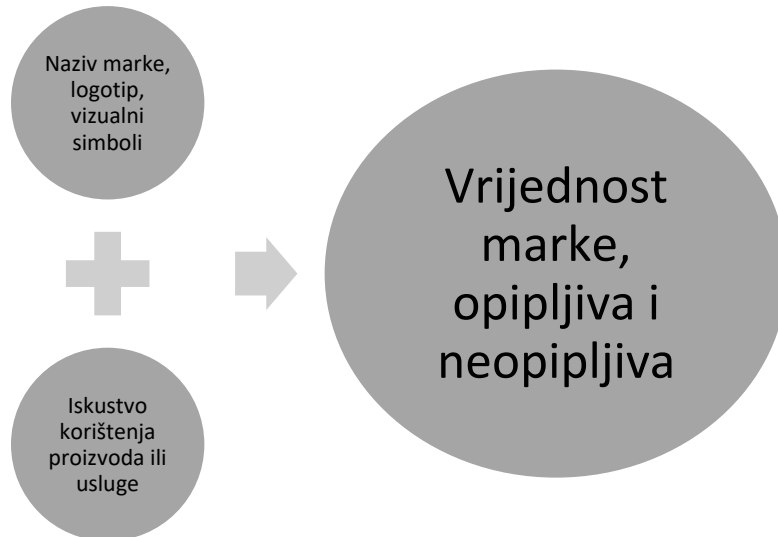 Naziv marke,
logotip,
vizualni
simboli
Iskustvo
korištenja
proizvoda ili
usluge
Vrijednost
marke,
opipljiva i
neopipljiva